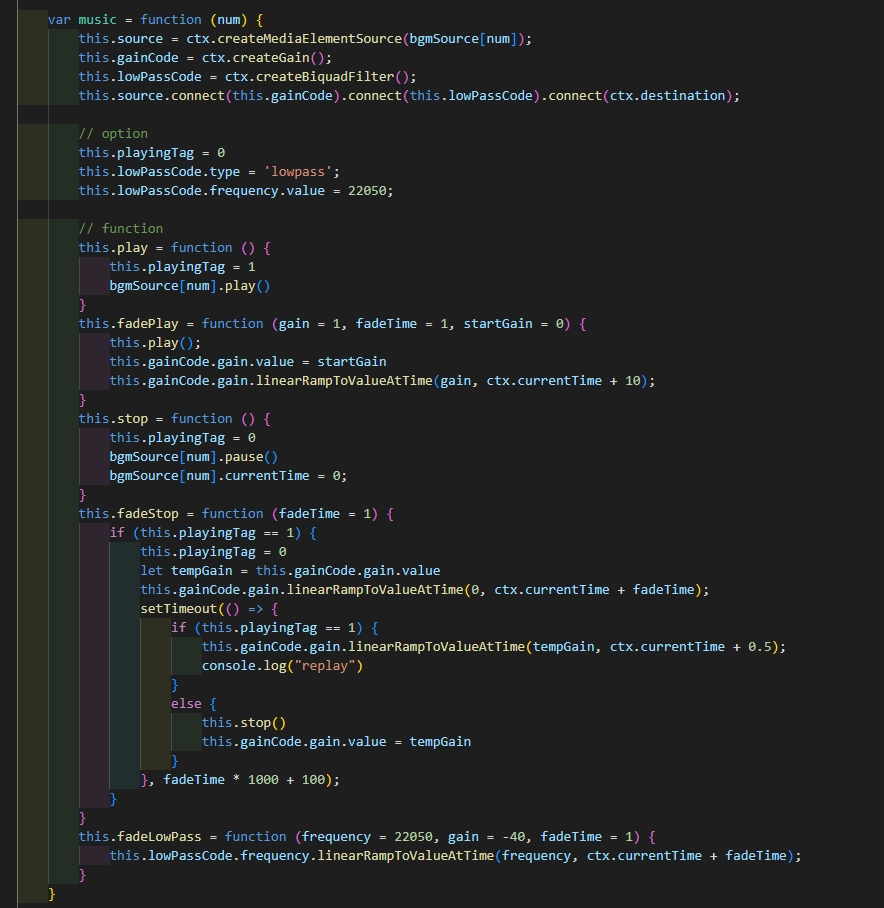 var music = function (num) {
this.source = ctx.createMediaElementSource(bgmSource[num]);
this.gainCode = ctx.createGain();
this.lowPassCode = ctx.createBiquadFilter();
this.source.connect(this.gainCode).connect(this.lowPassCode).connect(ctx.destination);
// option
this.playingTag = 0
this.lowPassCode.type = 'lowpass';
this.lowPassCode.frequency.value = 22050;
// function
this.play = function () {
this.playingTag = 1
bgmSource[num].play()
}
this.fadePlay = function (gain = 1, fadeTime = 1, startGain = 0) {
this.play();
this.gainCode.gain.value = startGain
this.gainCode.gain.linearRampToValueAtTime(gain, ctx.currentTime + 10);
}
this.stop = function () {
this.playingTag = 0
bgmSource[num].pause()
bgmSource[num].currentTime = 0;
}
this.fadeStop = function (fadeTime = 1) {
if (this.playingTag == 1) {
this.playingTag = 0
let tempGain = this.gainCode.gain.value
this.gainCode.gain.linearRampToValueAtTime(0, ctx.currentTime + fadeTime);
setTimeout(() => {
if (this.playingTag == 1) {
this.gainCode.gain.linearRampToValueAtTime(tempGain, ctx.currentTime + 0.5);
console.log("replay")
}
else {
this.stop()
this.gainCode.gain.value = tempGain
}
}, fadeTime * 1000 + 100);
}
}
this.fadeLowPass = function (frequency = 22050, gain = -40, fadeTime = 1) {
this.lowPassCode.frequency.linearRampToValueAtTime(frequency, ctx.currentTime + fadeTime);
}
}